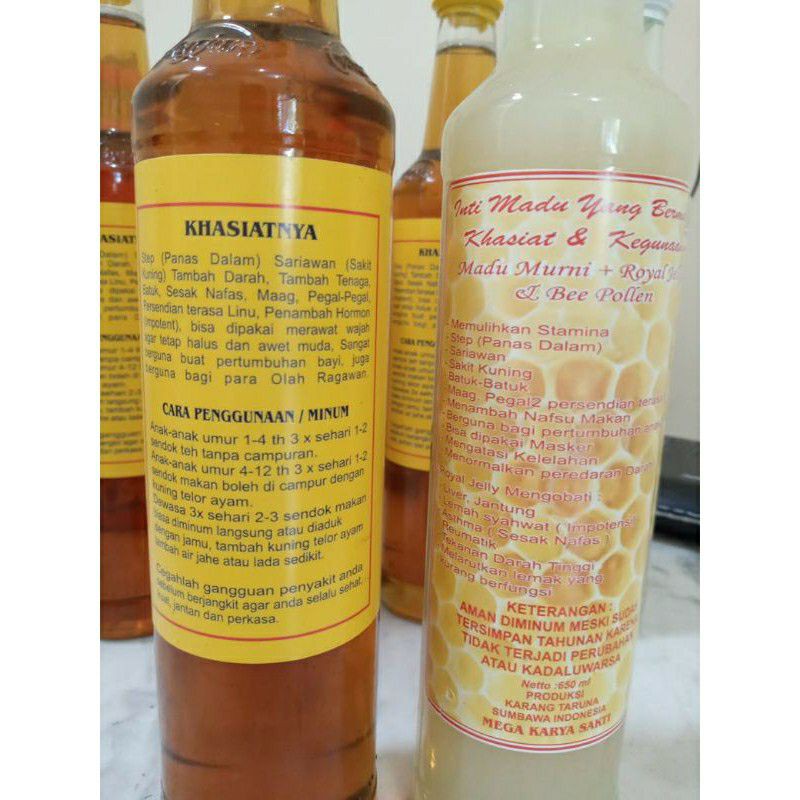 KHASIATNYA
Step (Panas Dalam) Sariawan (Sakit
Kuning) Tambah Darah, Tambah Tenaga,
Batuk, Sesak Nafas, Maag, Pegal-Pegal,
Persendian terasa Linu, Penambah Hormon
(Impotent), bisa dipakai merawat wajah
agar tetap halus dan awet muda, Sangat
berguna buat pertumbuhan bayi, juga
berguna bagi para Olah Ragawan.
CARA PENGGUNAAN / MINUM
Anak-anak umur 1-4 th 3 x sehari 1-2
sendok teh tanpa campuran.
Anak-anak umur 4-12 th 3 x sehari 1-2
sendok makan boleh di campur dengan
kuning telor ayam.
Dewasa 3x sehari 2-3 sendok makan
biasa diminum langsung atau diaduk
dengan jamu, tambah kuning telor ayam
tambah air jahe atau lada sedikit.
Cegahlah gangguan penyakit anda
sebelum berjangkit agar anda selalu sehat,
kuat, jantan dan perkasa.
Inti Madu Yang
Khasiat &
Madu Murni + Royal
& Bee Pollen
- Memulihkan Stamina
- Step (Panas Dalam)
- Sariawan
- Sakit Kuning
- Batuk-Batuk
- Maag, Pegal2 persendian terasa
- Menambah Nafsu Makan
- Berguna bagi pertumbuhan
- Bisa dipakai Masker
- Mengatasi Kelelahan
- Menormalkan peredaran Darah
Royal Jelly Mengobati :
- Liver, Jantung
- Lemah syahwat ( Impotensi )
- Asthma ( Sesak Nafas )
- Reumatik
- Tekanan Darah Tinggi
- Melarutkan lemak yang
kurang berfungsi
KETERANGAN :
AMAN DIMINUM MESKI SUDAH
TERSIMPAN TAHUNAN KARENA
TIDAK TERJADI PERUBAHAN
ATAU KADALUWARSA
Netto :650 ml
PRODUKSI
KARANG TARUNA
SUMBAWA INDONESIA
MEGA KARYA SAKTI